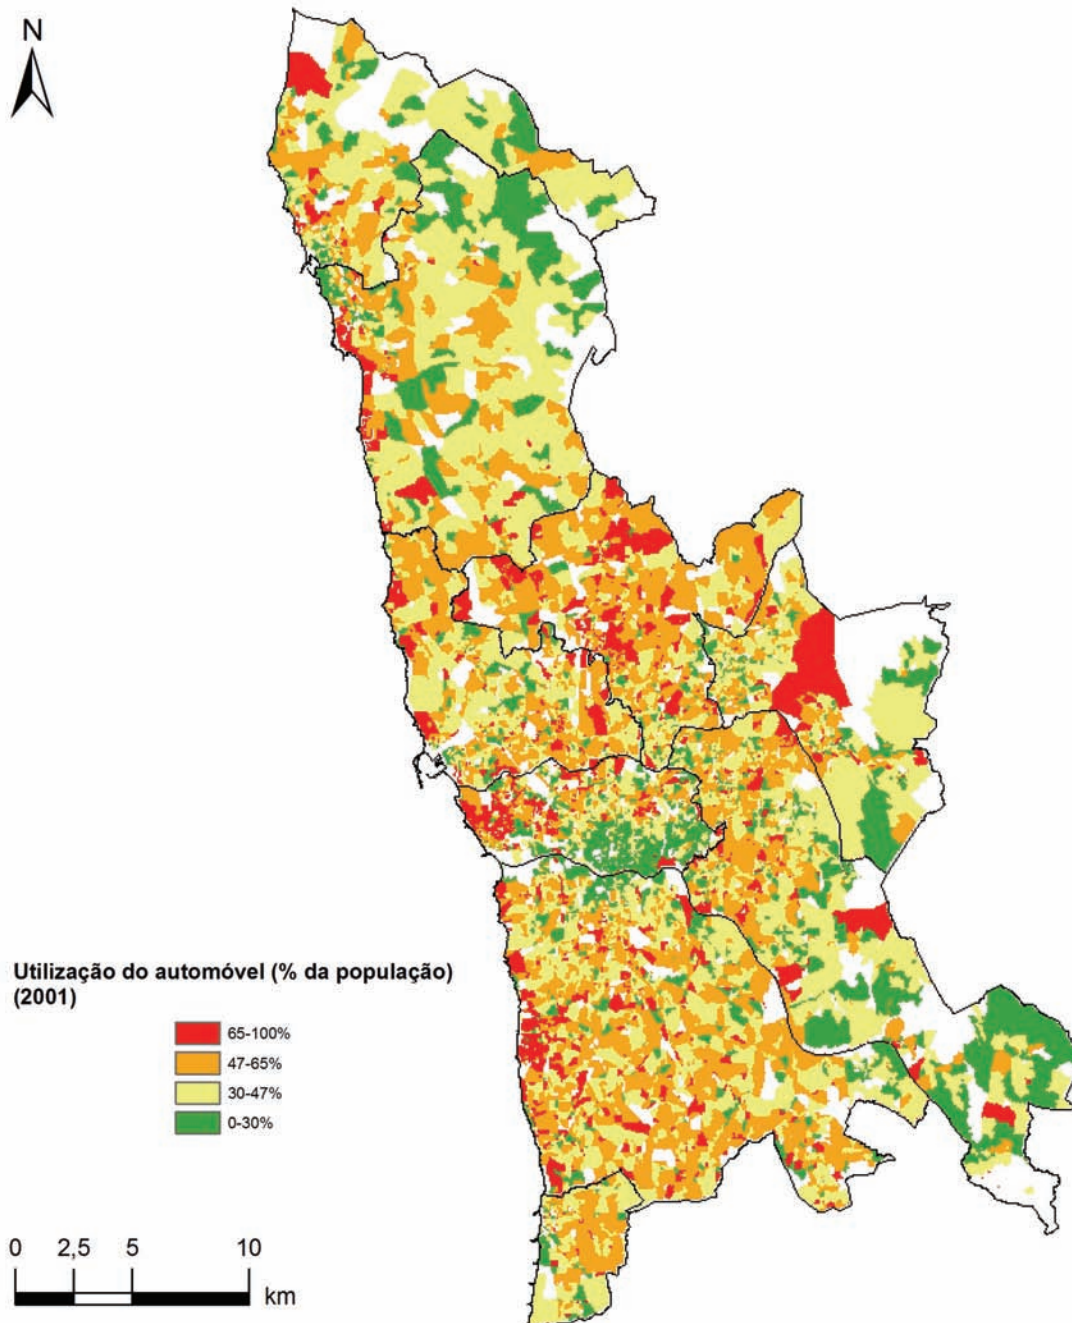 N
Utilização do automóvel (% da população)
(2001)
65-100%
47-65%
30-47%
0-30%
0 2,5 5 10
km